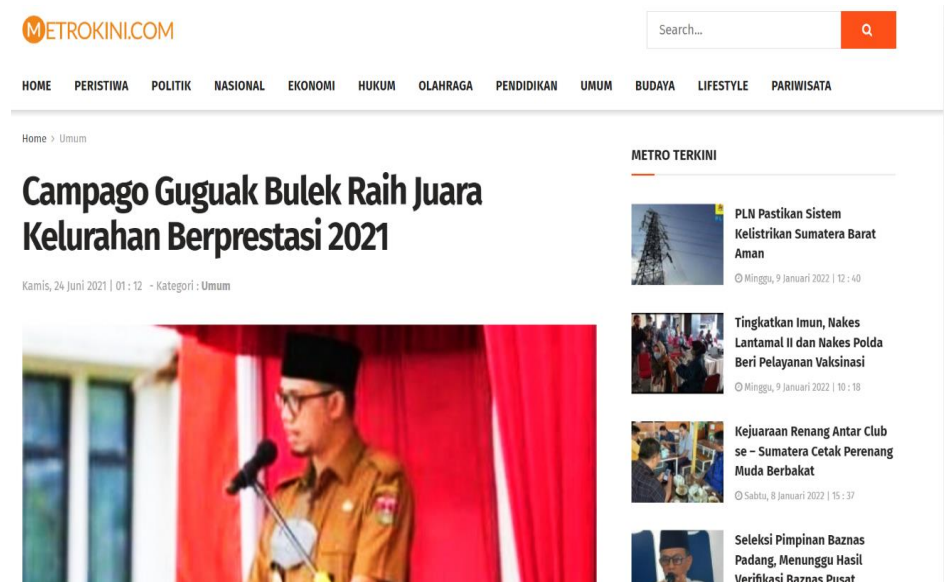 METROKINI.COM
Search...
HOME PERISTIWA POLITIK NASIONAL EKONOMI HUKUM OLAHRAGA PENDIDIKAN UMUM BUDAYA LIFESTYLE PARIWISATA
Home > Umum
Campago Guguak Bulek Raih Juara
Kelurahan Berprestasi 2021
Kamis, 24 Juni 2021 | 01 : 12 - Kategori : Umum
METRO TERKINI
PLN Pastikan Sistem
Kelistrikan Sumatera Barat
Aman
Minggu, 9 Januari 2022 | 12 : 40
Tingkatkan Imun, Nakes
Lantamal II dan Nakes Polda
Beri Pelayanan Vaksinasi
Minggu, 9 Januari 2022 | 10 : 18
Kejuaraan Renang Antar Club
se – Sumatera Cetak Perenang
Muda Berbakat
Sabtu, 8 Januari 2022 | 15 : 37
Seleksi Pimpinan Baznas
Padang, Menunggu Hasil
Verifikasi Baznas Pusat